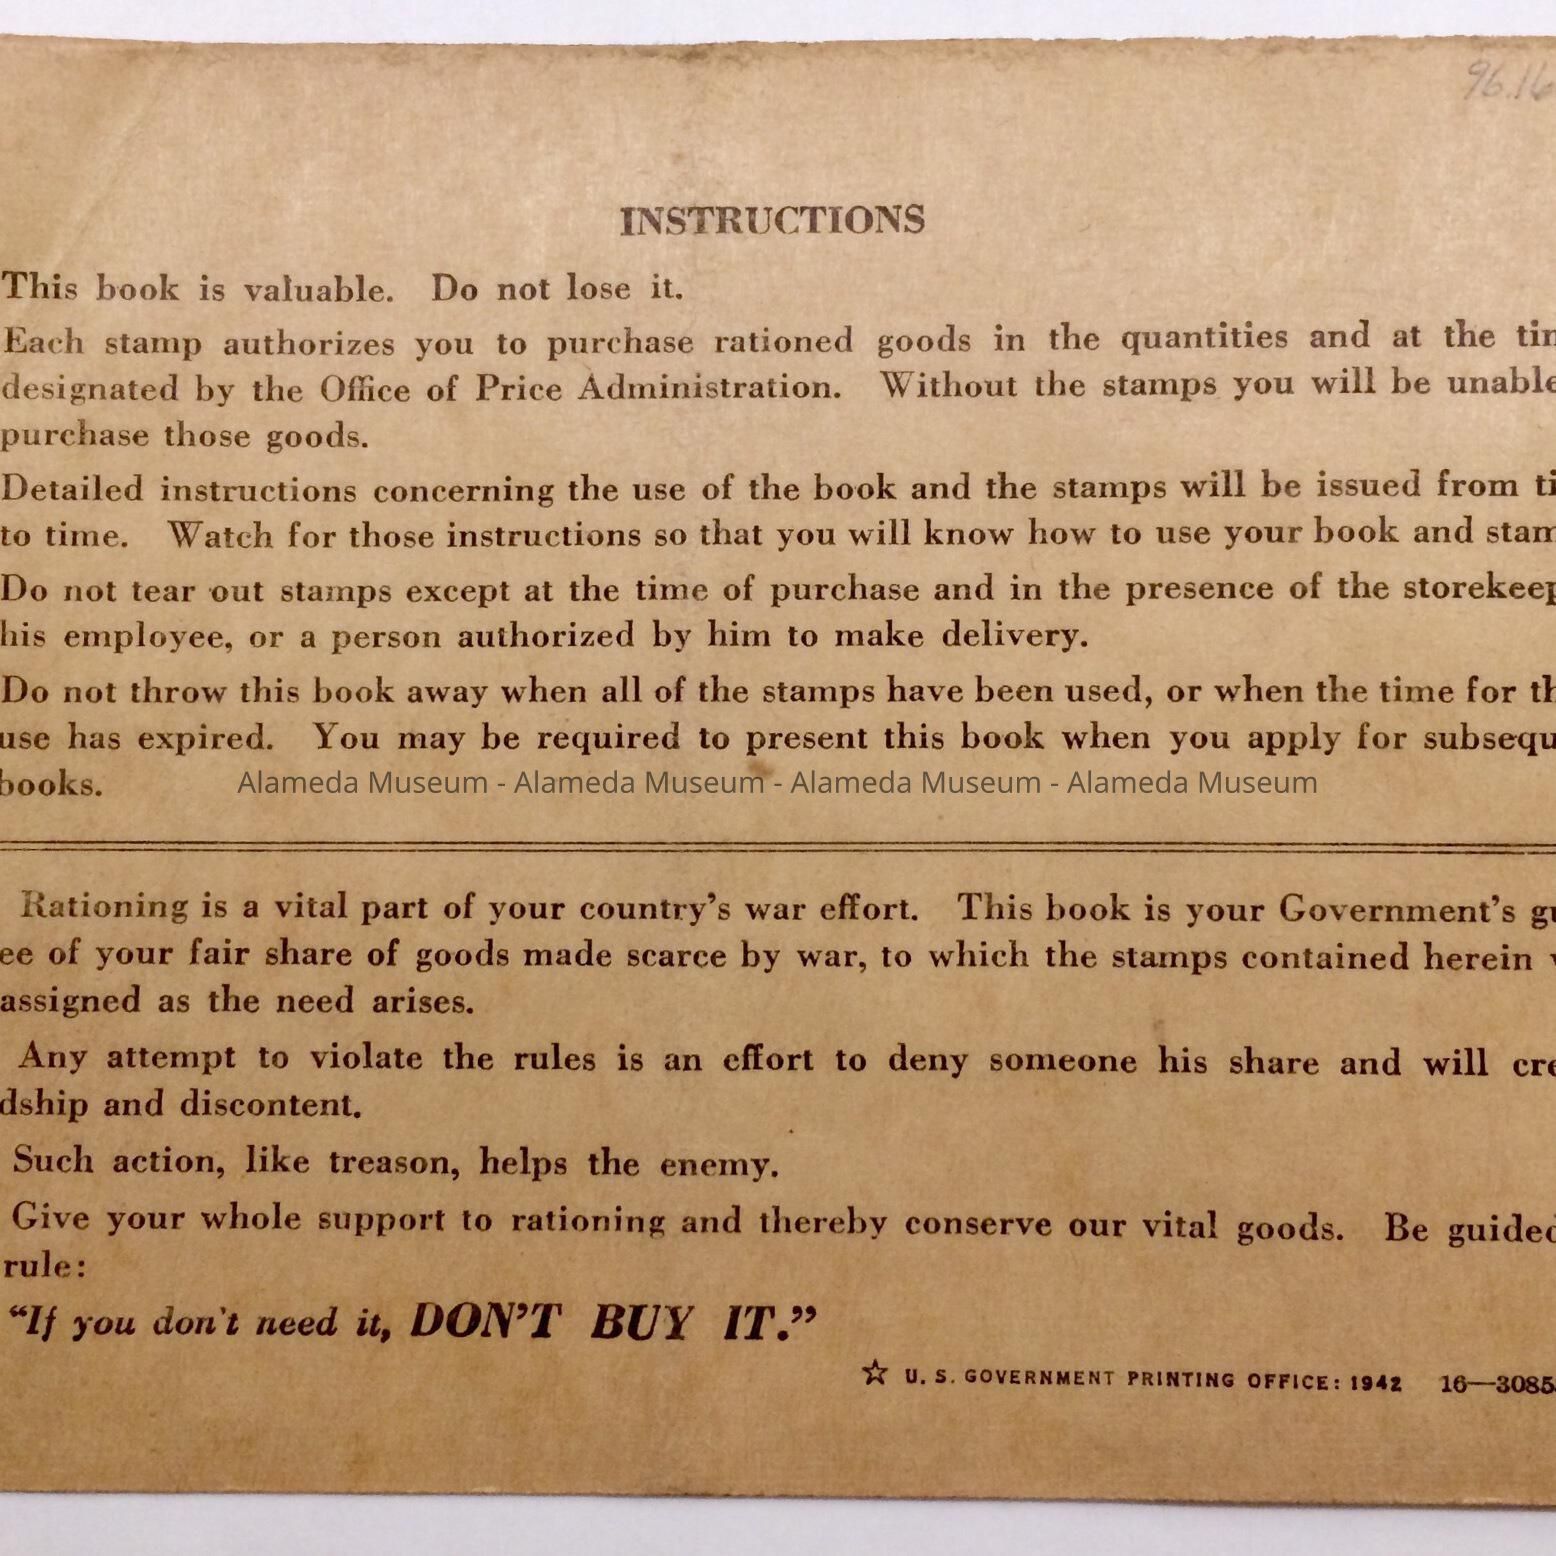 96.16
INSTRUCTIONS
This book is valuable. Do not lose it.
Each stamp authorizes you to purchase rationed goods in the quantities and at the
designated by the Office of Price Administration. Without the stamps you will be unable
purchase those goods.
Detailed instructions concerning the use of the book and the stamps will be issued from
to time. Watch for those instructions so that you will know how to use your book and
Do not tear out stamps except at the time of purchase and in the presence of the
his employee, or a person authorized by him to make delivery.
Do not throw this book away when all of the stamps have been used, or when the time for
use has expired. You may be required to present this book when you apply for
books.
Alameda Museum - Alameda Museum - Alameda Museum - Alameda Museum
Rationing is a vital part of your country's war effort. This book is your Government's
ee of your fair share of goods made scarce by war, to which the stamps contained herein
assigned as the need arises.
Any attempt to violate the rules is an effort to deny someone his share and will
dship and discontent.
Such action, like treason, helps the enemy.
Give your whole support to rationing and thereby conserve our vital goods. Be guided
rule:
"If you don't need it, DON'T BUY IT."
☆ U. S. GOVERNMENT PRINTING OFFICE: 1942 16—3085